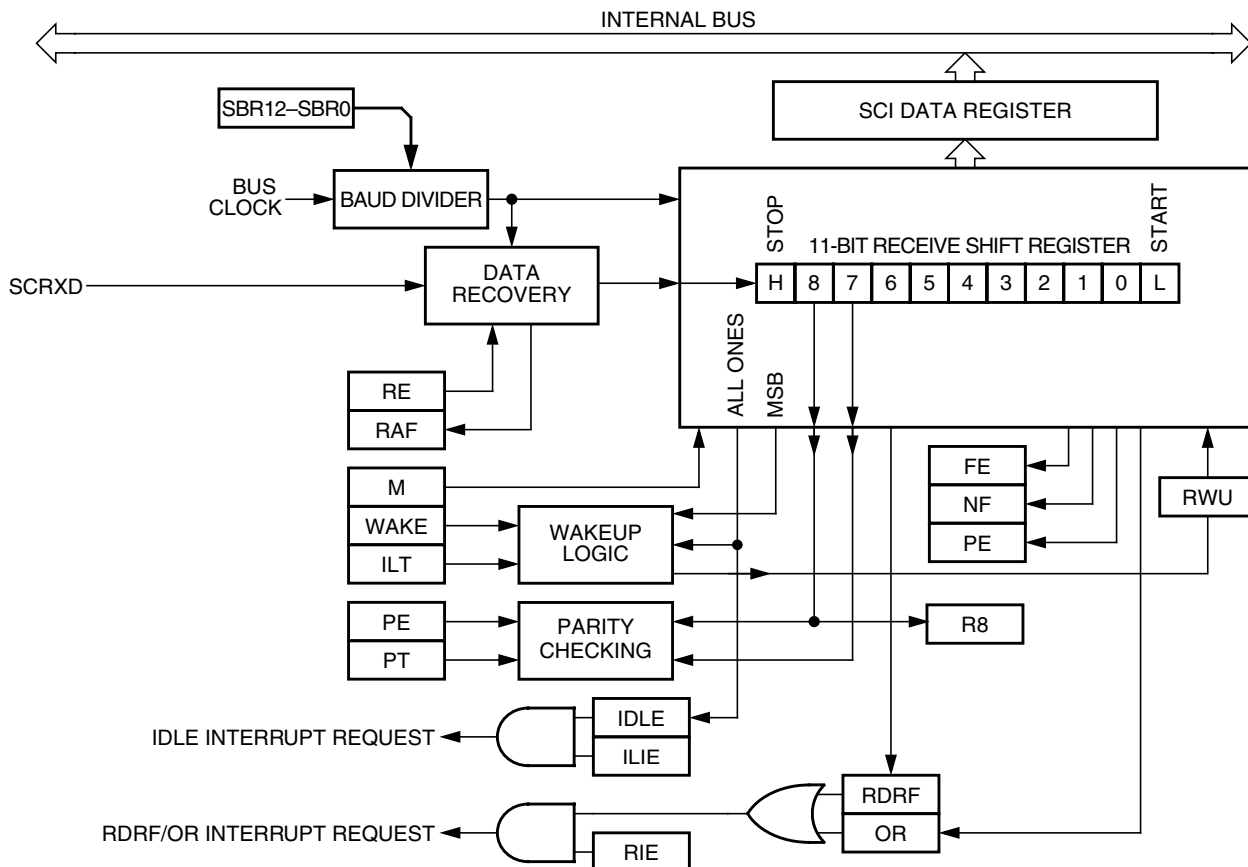 INTERNAL BUS
SBR12–SBR0
SCI DATA REGISTER
BUS
CLOCK
BAUD DIVIDER
STOP
11-BIT RECEIVE SHIFT REGISTER
START
SCRXD
DATA
RECOVERY
H 8 7 6 5 4 3 2 1 0 L
ALL ONES
MSB
RE
RAF
M
WAKE
ILT
WAKEUP
LOGIC
FE
NF
PE
RWU
PE
PT
PARITY
CHECKING
R8
IDLE INTERRUPT REQUEST
IDLE
ILIE
RDRF/OR INTERRUPT REQUEST
RIE
RDRF
OR